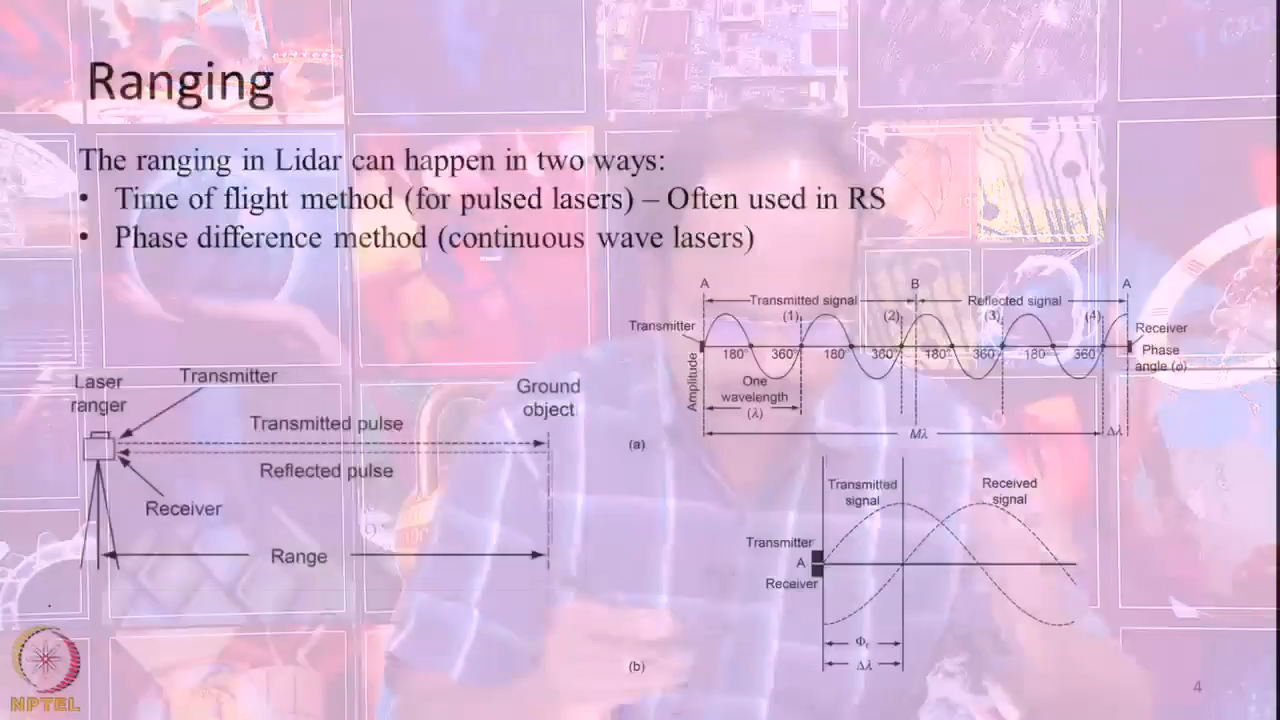 Ranging
The ranging in Lidar can happen in two ways:
• Time of flight method (for pulsed lasers) – Often used in RS
• Phase difference method (continuous wave lasers)
Laser
ranger
Transmitter
Ground
object
Transmitted pulse
Reflected pulse
Receiver
Range
A B A
Transmitted signal Reflected signal
(1) (2) (3) (4)
Transmitter
Receiver
180° 360° 180° 360° 180° 360° 180° 360°
Phase
angle (φ)
Amplitude
One
wavelength
(λ)
Mλ Δλ
(a)
Transmitted
signal
Received
signal
Transmitter
A
Receiver
Φt
Δλ
(b)
4
NPTEL